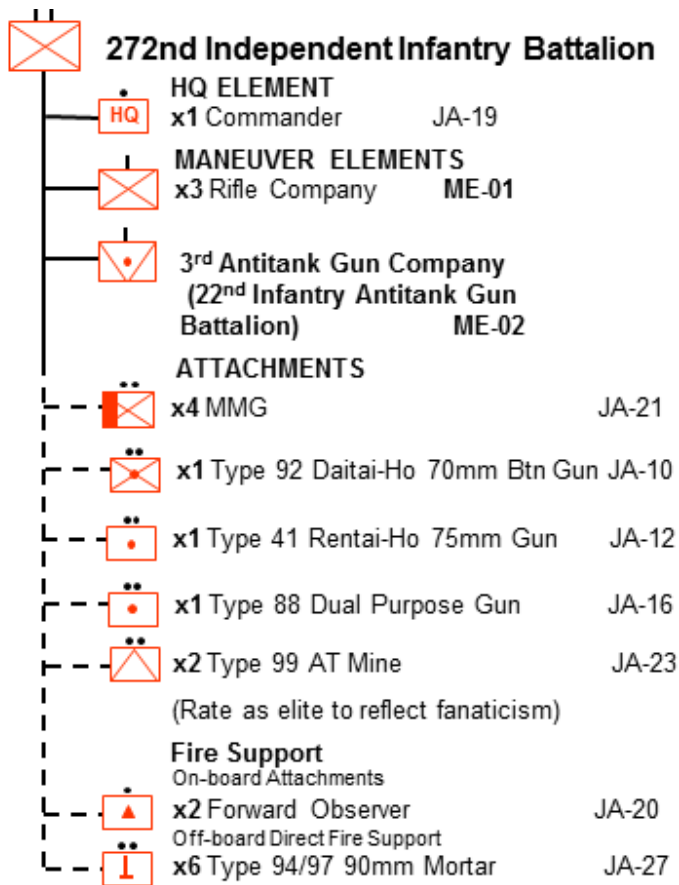 272nd Independent Infantry Battalion
HQ ELEMENT
HQ x1 Commander JA-19
MANEUVER ELEMENTS
x3 Rifle Company ME-01
3rd Antitank Gun Company
(22nd Infantry Antitank Gun
Battalion) ME-02
ATTACHMENTS
x4 MMG JA-21
x1 Type 92 Daitai-Ho 70mm Btn Gun JA-10
x1 Type 41 Rentai-Ho 75mm Gun JA-12
x1 Type 88 Dual Purpose Gun JA-16
x2 Type 99 AT Mine JA-23
(Rate as elite to reflect fanaticism)
Fire Support
On-board Attachments
x2 Forward Observer JA-20
Off-board Direct Fire Support
x6 Type 94/97 90mm Mortar JA-27